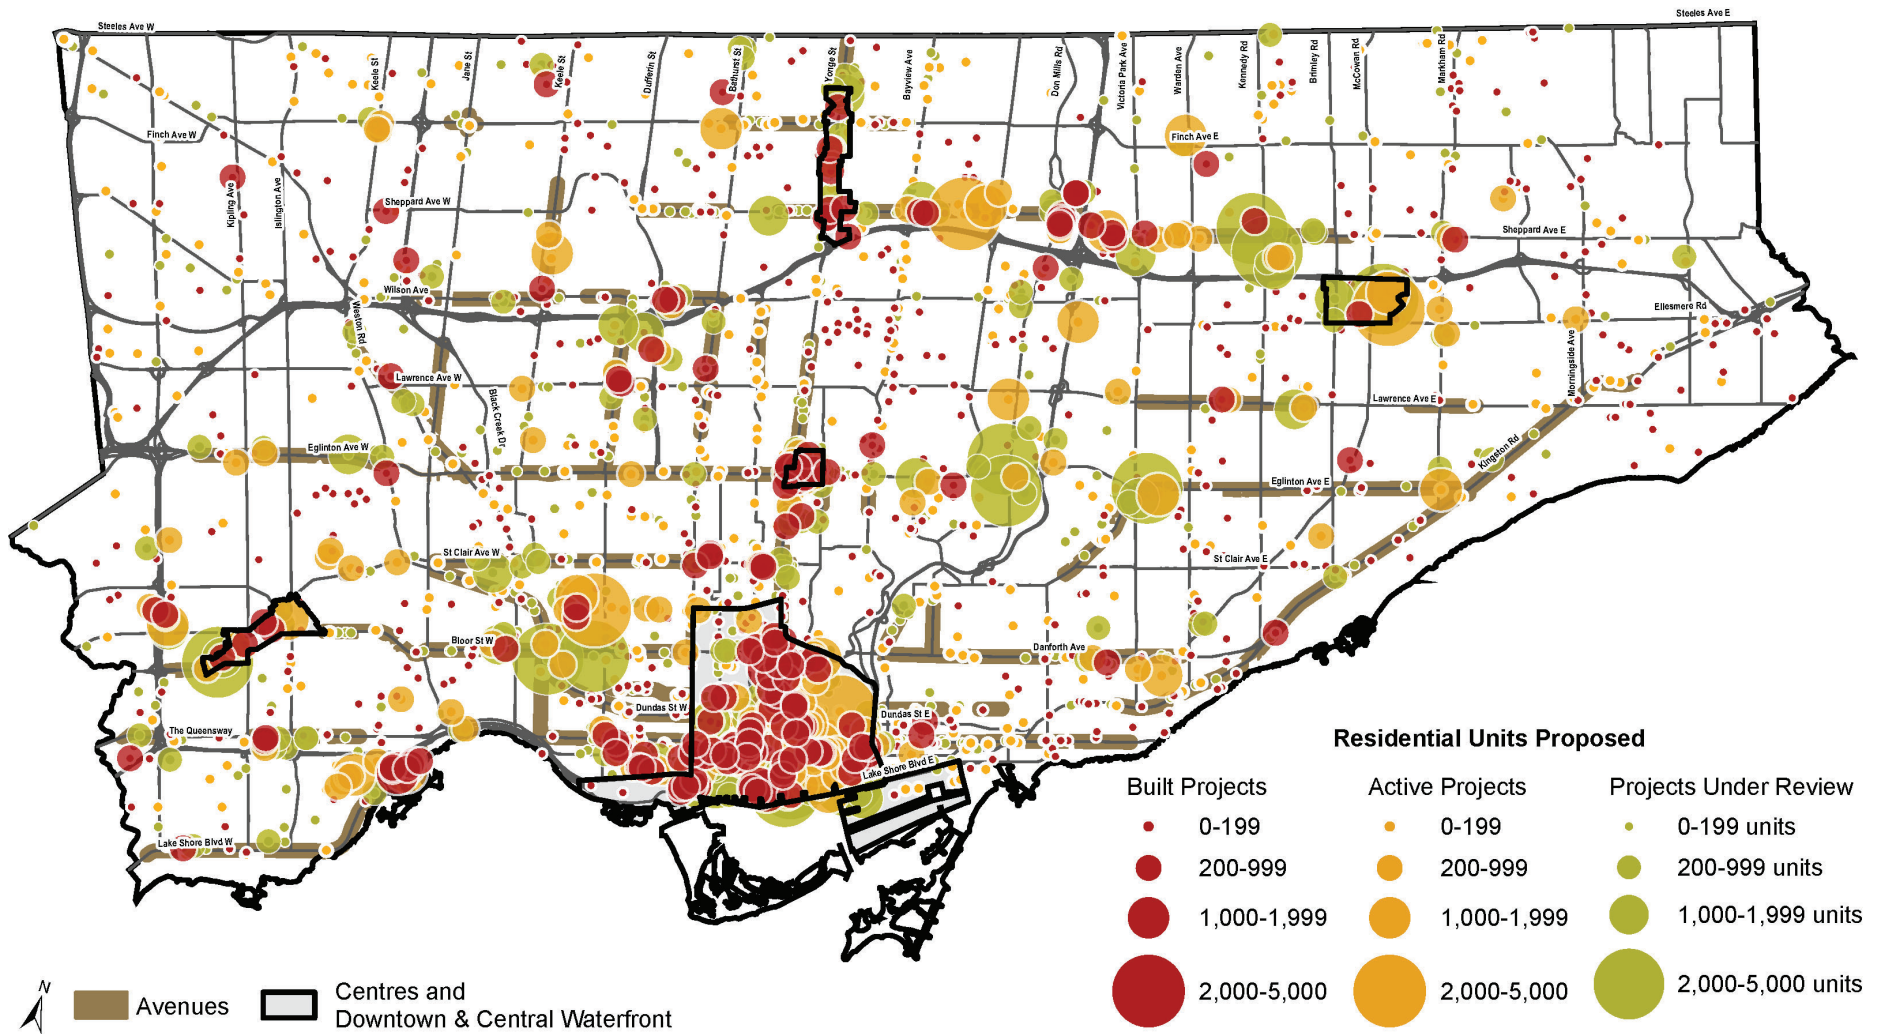 Steeles Ave W
Steeles Ave E
Keele St
Jane St
Keele St
Dufferin St
Bathurst St
Yonge St
Bayview Ave
Don Mills Rd
Victoria Park Ave
Warden Ave
Kennedy Rd
Brimley Rd
McCowan Rd
Markham Rd
Finch Ave W
Finch Ave E
Kipling Ave
Islington Ave
Sheppard Ave W
Sheppard Ave E
Wilson Ave
Weston Rd
Ellesmere Rd
Morningside Ave
Lawrence Ave W
Black Creek Dr
Lawrence Ave E
Eglinton Ave W
Kingston Rd
Eglinton Ave E
St Clair Ave W
St Clair Ave E
Bloor St W
Danforth Ave
Dundas St W
Dundas St E
The Queensway
Lake Shore Blvd E
Lake Shore Blvd W
Residential Units Proposed
Built Projects
Active Projects
Projects Under Review
0-199
0-199
0-199 units
200-999
200-999
200-999 units
1,000-1,999
1,000-1,999
1,000-1,999 units
2,000-5,000
2,000-5,000
2,000-5,000 units
N
Avenues
Centres and
Downtown & Central Waterfront